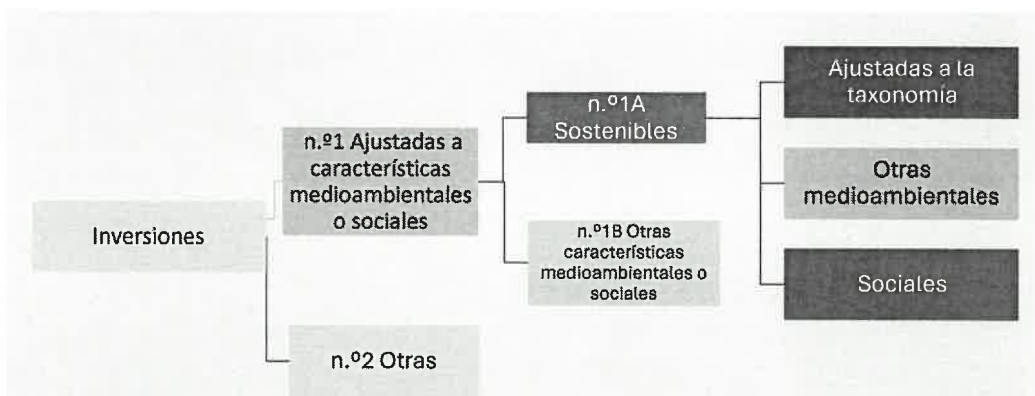 Inversiones
n.º1 Ajustadas a
características
medioambientales
o sociales
n.º2 Otras
n.º1A
Sostenibles
n.º1B Otras
características
medioambientales o
sociales
Ajustadas a la
taxonomía
Otras
medioambientales
Sociales